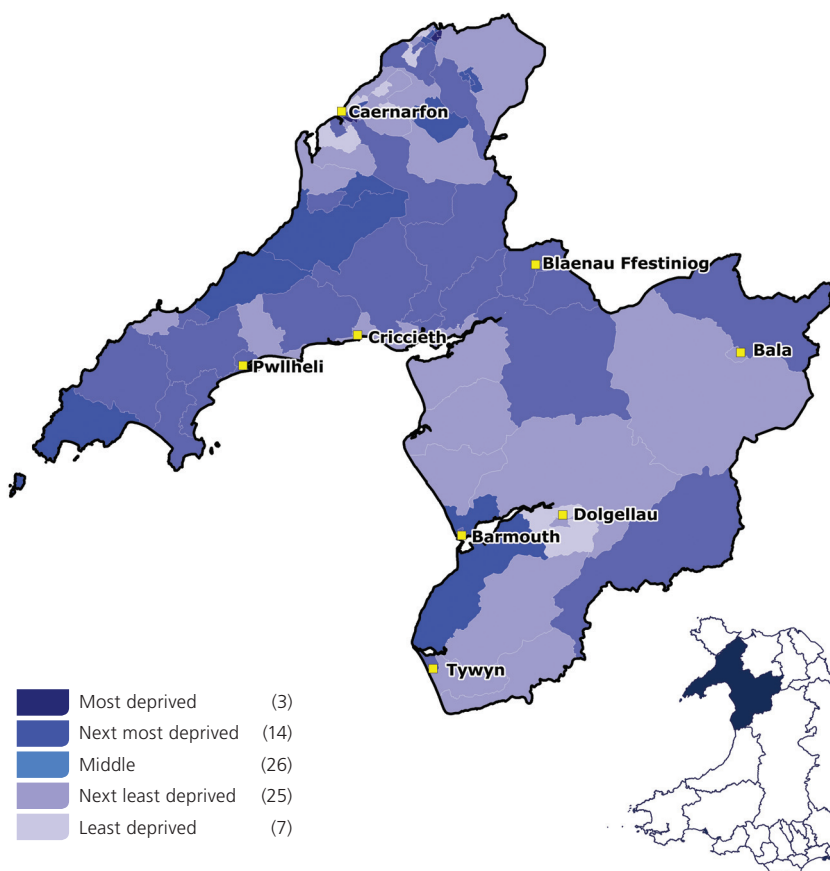 Caernarfon
Blaenau Ffestiniog
Criccieth
Bala
Pwllheli
Dolgellau
Barmouth
Tywyn
Most deprived (3)
Next most deprived (14)
Middle (26)
Next least deprived (25)
Least deprived (7)